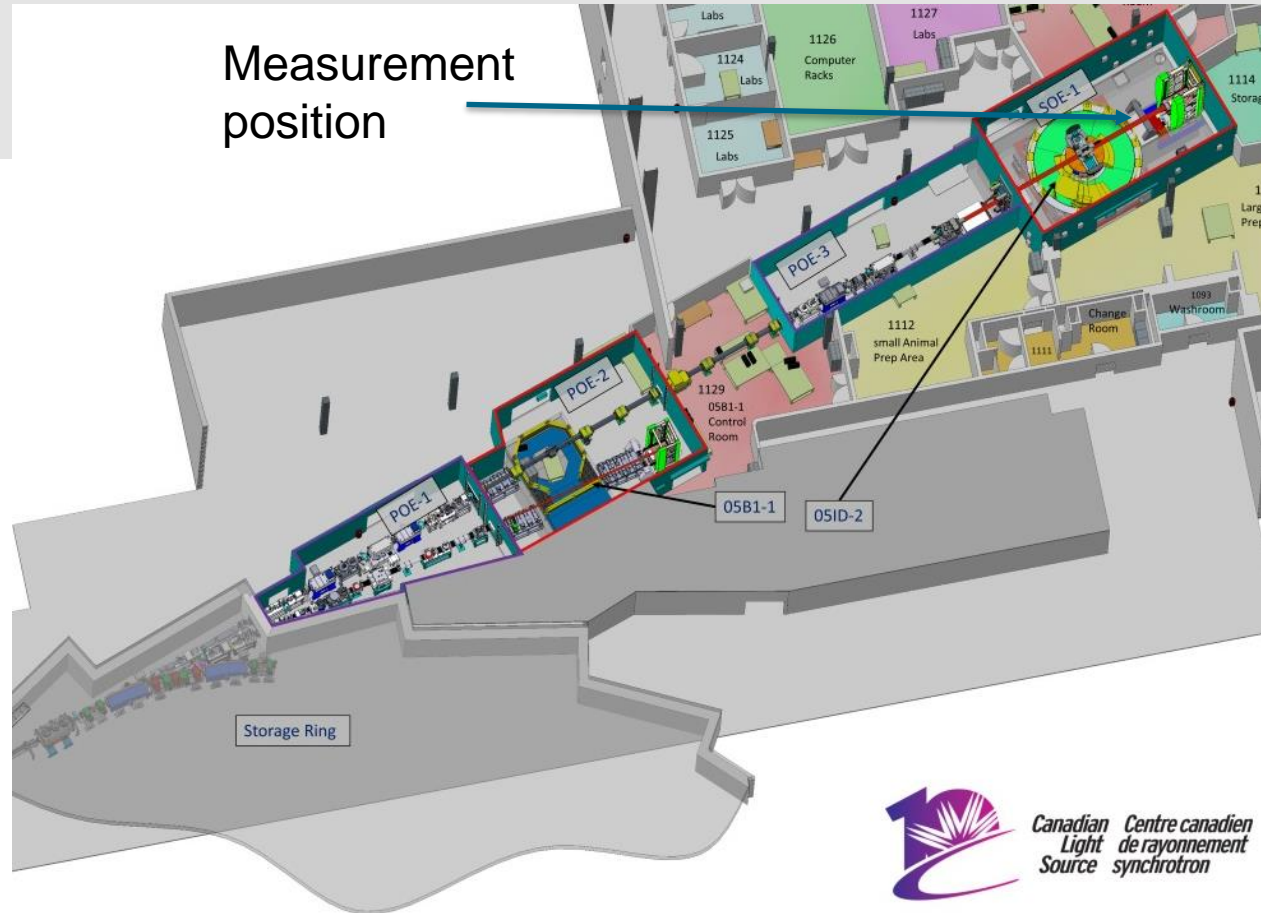 Measurement
position
Labs
1127
Labs
1126
Computer
Racks
1124
Labs
1125
Labs
1114
SOE-1
POE-3
1093
Washroom
Change
Room
1111
1112
small Animal
Prep Area
POE-2
1129
05B1-1
Control
Room
POE-1
05B1-1
05ID-2
Storage Ring
Canadian Centre canadien
Light de rayonnement
Source synchrotron